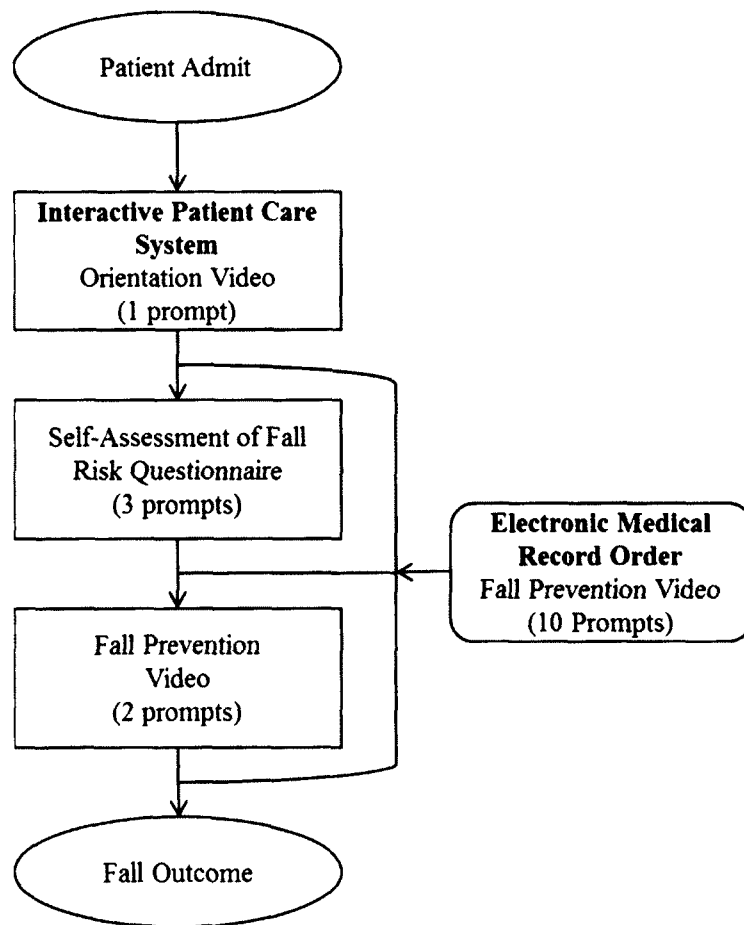 Patient Admit
Interactive Patient Care
System
Orientation Video
(1 prompt)
Self-Assessment of Fall
Risk Questionnaire
(3 prompts)
Electronic Medical
Record Order
Fall Prevention Video
(10 Prompts)
Fall Prevention
Video
(2 prompts)
Fall Outcome